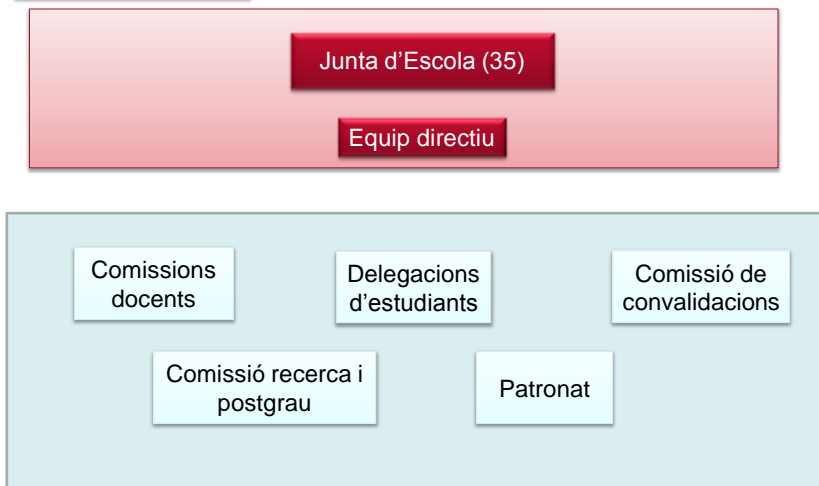 Junta d’Escola (35)
Equip directiu
Comissions
docents
Delegacions
d’estudiants
Comissió de
convalidacions
Comissió recerca i
postgrau
Patronat